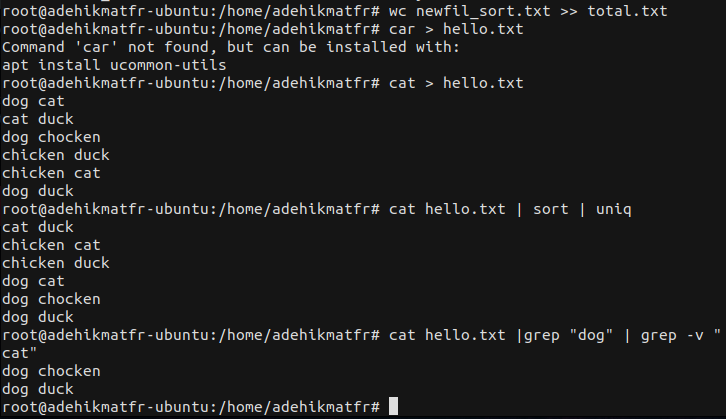 root@adehikmatfr-ubuntu:/home/adehikmatfr# wc newfil_sort.txt >> total.txt
root@adehikmatfr-ubuntu:/home/adehikmatfr# car > hello.txt
Command 'car' not found, but can be installed with:
apt install ucommon-utils
root@adehikmatfr-ubuntu:/home/adehikmatfr# cat > hello.txt
dog cat
cat duck
dog chocken
chicken duck
chicken cat
dog duck
root@adehikmatfr-ubuntu:/home/adehikmatfr# cat hello.txt | sort | uniq
cat duck
chicken cat
chicken duck
dog cat
dog chocken
dog duck
root@adehikmatfr-ubuntu:/home/adehikmatfr# cat hello.txt |grep "dog" | grep -v "
cat"
dog chocken
dog duck
root@adehikmatfr-ubuntu:/home/adehikmatfr#